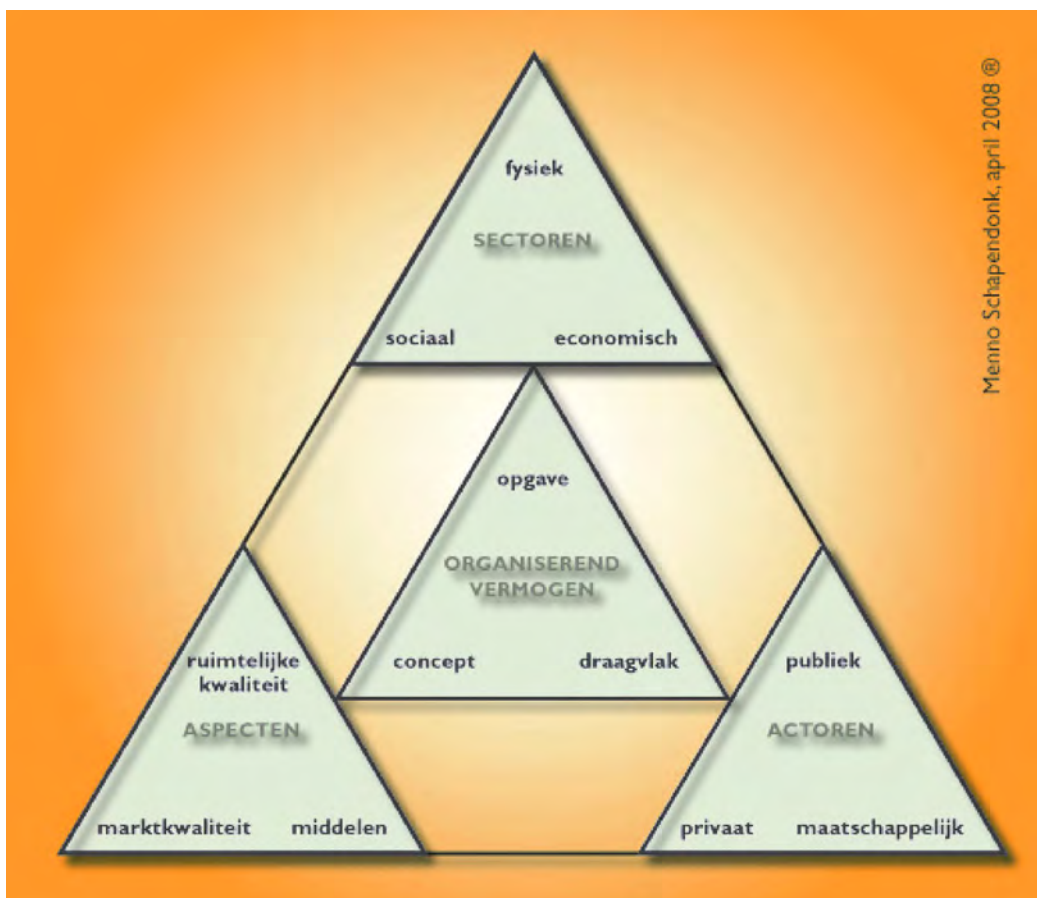 Menno Schapendonk, april 2008 ®
fysiek
SECTOREN
sociaal economisch
opgave
ORGANISEREND
VERMOGEN
concept draagvlak
ruimtelijke
kwaliteit
ASPECTEN
marktkwaliteit middelen
publiek
ACTOREN
privaat maatschappelijk